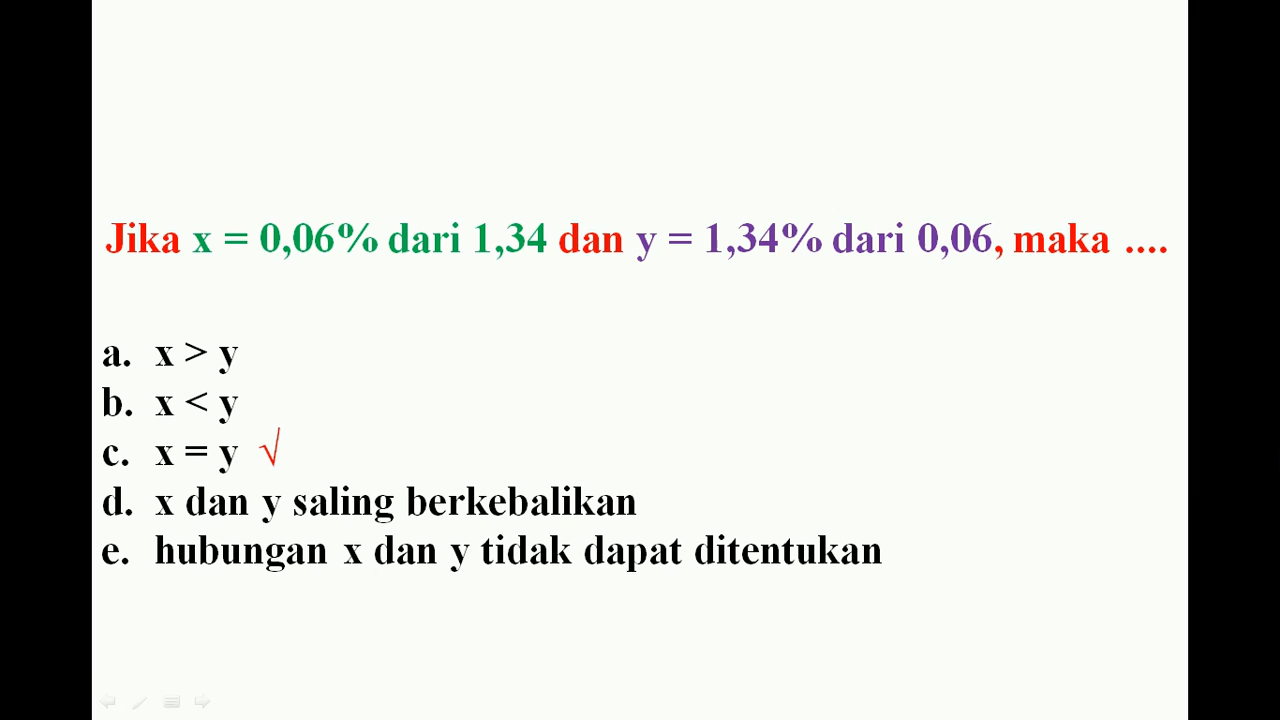 Jika x = 0,06% dari 1,34 dan y = 1,34% dari 0,06, maka ....
a. x > y
b. x < y
c. x = y √
d. x dan y saling berkebalikan
e. hubungan x dan y tidak dapat ditentukan